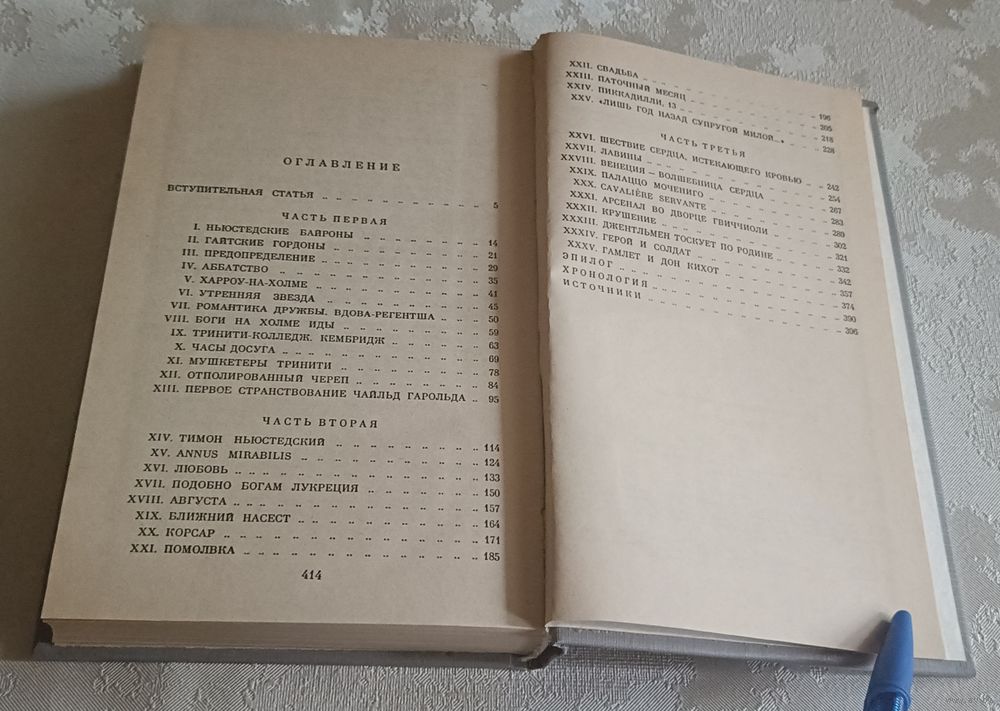 ОГЛАВЛЕНИЕ
ВСТУПИТЕЛЬНАЯ СТАТЬЯ 5
ЧАСТЬ ПЕРВАЯ
I. НЬЮСТЕДСКИЕ БАЙРОНЫ 14
II. ГАЙТСКИЕ ГОРДОНЫ 21
III. ПРЕДОПРЕДЕЛЕНИЕ 29
IV. АББАТСТВО 35
V. ХАРРОУ-НА-ХОЛМЕ 41
VI. УТРЕННЯЯ ЗВЕЗДА 45
VII. РОМАНТИКА ДРУЖБЫ, ВДОВА-РЕГЕНТША 50
VIII. БОГИ НА ХОЛМЕ ИДЫ 59
IX. ТРИНИТИ-КОЛЛЕДЖ. КЕМБРИДЖ 63
X. ЧАСЫ ДОСУГА 69
XI. МУШКЕТЕРЫ ТРИНИТИ 78
XII. ОТПОЛИРОВАННЫЙ ЧЕРЕП 84
XIII. ПЕРВОЕ СТРАНСТВОВАНИЕ ЧАЙЛЬД ГАРОЛЬДА 95
ЧАСТЬ ВТОРАЯ
XIV. ТИМОН НЬЮСТЕДСКИЙ 114
XV. ANNUS MIRABILIS 124
XVI. ЛЮБОВЬ 133
XVII. ПОДОБНО БОГАМ ЛУКРЕЦИЯ 150
XVIII. АВГУСТА 157
XIX. БЛИЖНИЙ НАСЕСТ 164
XX. КОРСАР 171
XXI. ПОМОЛВКА 185
414
XXII. СВАДЬБА 196
XXIII. ПАТОЧНЫЙ МЕСЯЦ 205
XXIV. ПИККАДИЛЛИ, 13 218
XXV. «ЛИШЬ ГОД НАЗАД СУПРУГОЙ МИЛОЙ...» 228
ЧАСТЬ ТРЕТЬЯ
XXVI. ШЕСТВИЕ СЕРДЦА, ИСТЕКАЮЩЕГО КРОВЬЮ 242
XXVII. ЛАВИНЫ 254
XXVIII. ВЕНЕЦИЯ — ВОЛШЕБНИЦА СЕРДЦА 267
XXIX. ПАЛАЦЦО МОЧЕНИГО 283
XXX. CAVALIÈRE SERVANTE 289
XXXI. АРСЕНАЛ ВО ДВОРЦЕ ГВИЧЧИОЛИ 302
XXXII. КРУШЕНИЕ 321
XXXIII. ДЖЕНТЛЬМЕН ТОСКУЕТ ПО РОДИНЕ 332
XXXIV. ГЕРОЙ И СОЛДАТ 342
XXXV. ГАМЛЕТ И ДОН КИХОТ 357
ЭПИЛОГ 374
ХРОНОЛОГИЯ 390
ИСТОЧНИКИ 396